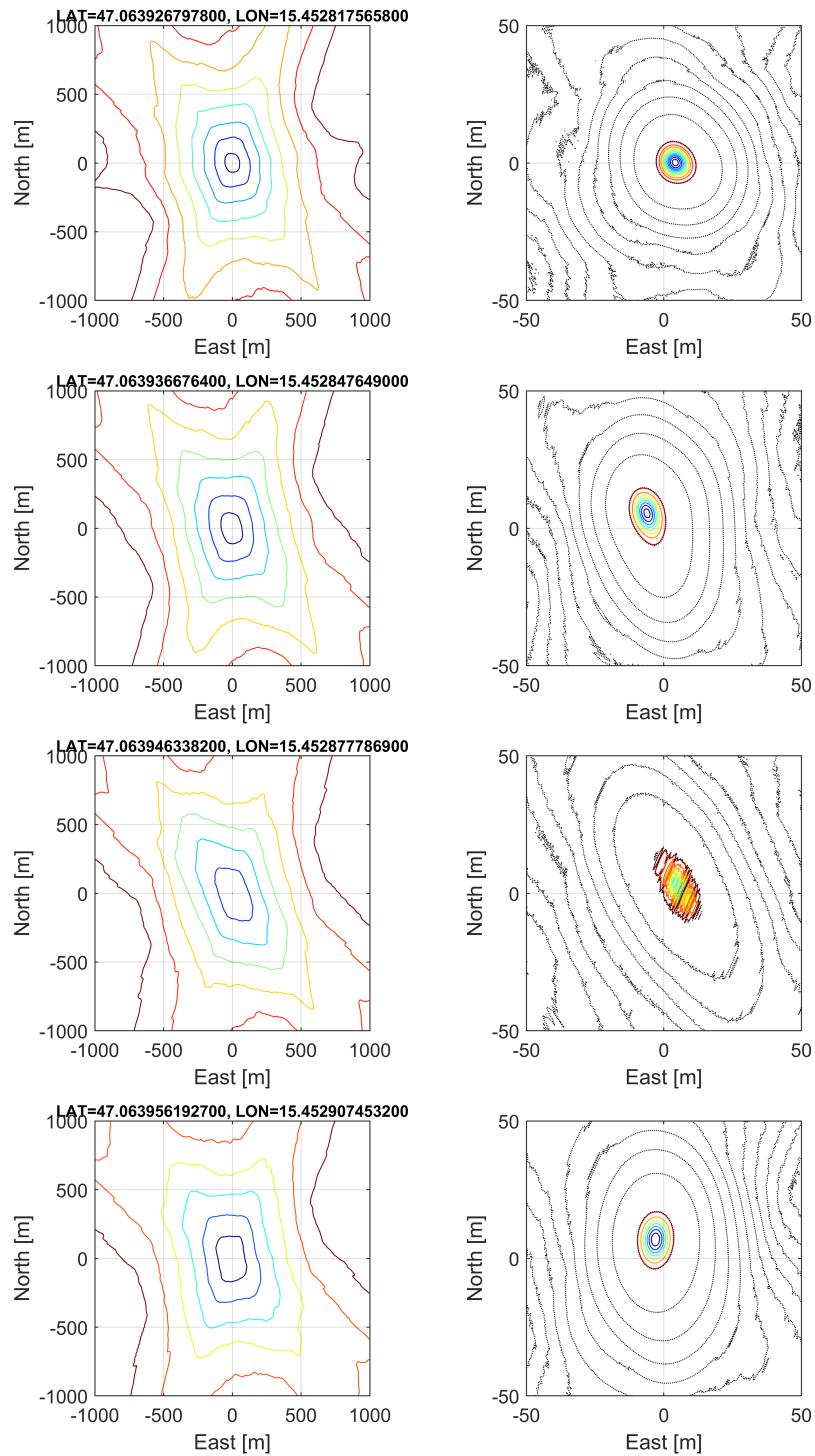 LAT=47.063926797800, LON=15.452817565800
1000
500
0
-500
-1000
North [m]
-1000 -500 0 500 1000
East [m]
50
0
-50
North [m]
-50 0 50
East [m]
LAT=47.063936676400, LON=15.452847649000
1000
500
0
-500
-1000
North [m]
-1000 -500 0 500 1000
East [m]
50
0
-50
North [m]
-50 0 50
East [m]
LAT=47.063946338200, LON=15.452877786900
1000
500
0
-500
-1000
North [m]
-1000 -500 0 500 1000
East [m]
50
0
-50
North [m]
-50 0 50
East [m]
LAT=47.063956192700, LON=15.452907453200
1000
500
0
-500
-1000
North [m]
-1000 -500 0 500 1000
East [m]
50
0
-50
North [m]
-50 0 50
East [m]